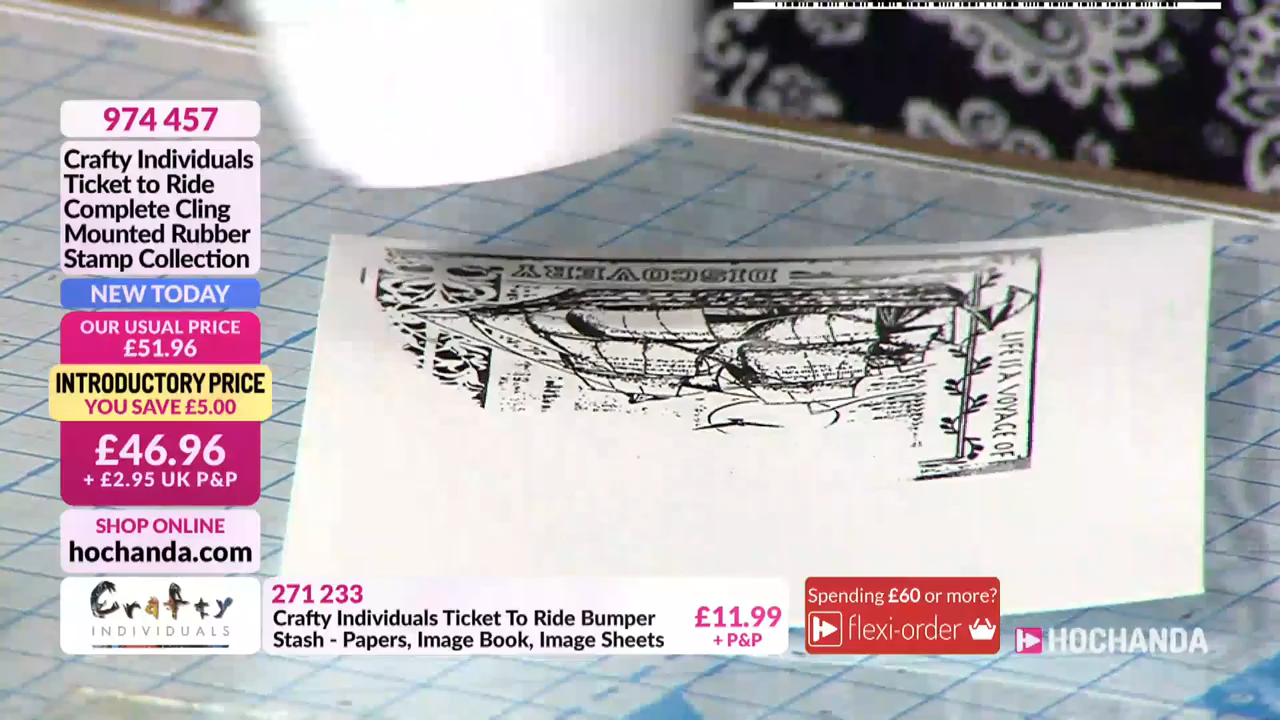 974 457
Crafty Individuals
Ticket to Ride
Complete Cling
Mounted Rubber
Stamp Collection
NEW TODAY
OUR USUAL PRICE
£51.96
INTRODUCTORY PRICE
YOU SAVE £5.00
£46.96
+ £2.95 UK P&P
SHOP ONLINE
hochanda.com
Crafty
INDIVIDUALS
271 233
Crafty Individuals Ticket To Ride Bumper
Stash - Papers, Image Book, Image Sheets
£11.99
+ P&P
Spending £60 or more?
flexi-order
HOCHANDA
DISCOVERY
LIFE IS A VOYAGE OF